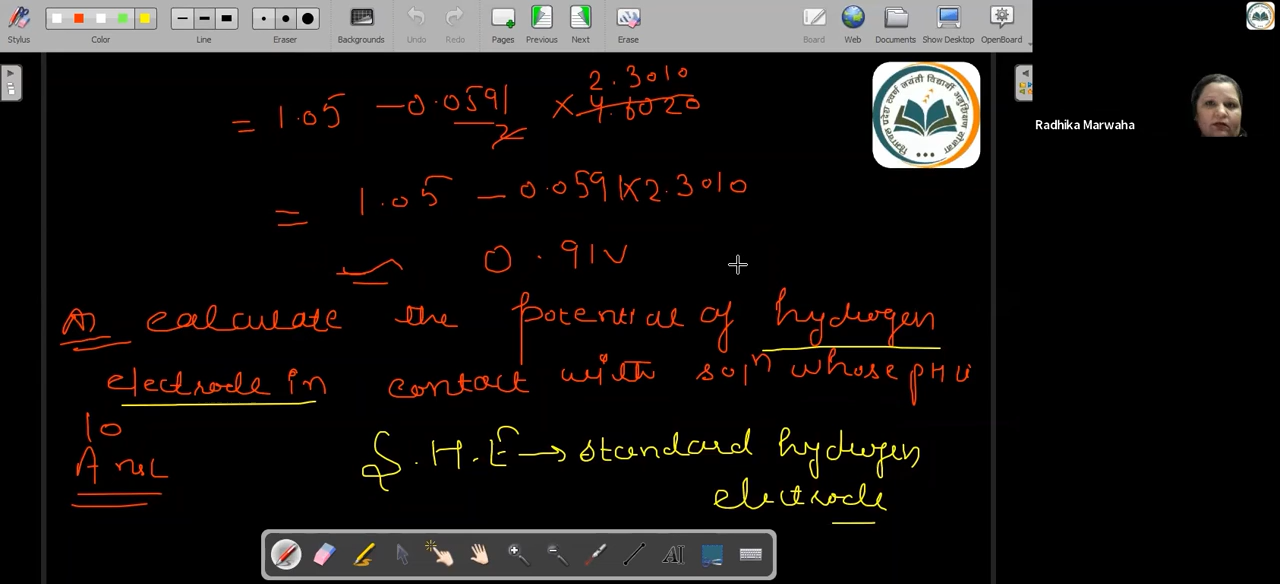 Stylus
Color
Line
Eraser
Backgrounds
Undo
Redo
Pages
Previous
Next
Erase
Board
Web
Documents
Show Desktop
OpenBoard
Radhika Marwaha
2.3010
= 1.05 - 0.0591 × 4.6020
2
= 1.05 - 0.0591 × 2.3010
0.91V
calculate the potential of hydrogen
electrode in contact with solⁿ whose pH is
10
Ans
S.H.E → standard hydrogen
electrode
AI